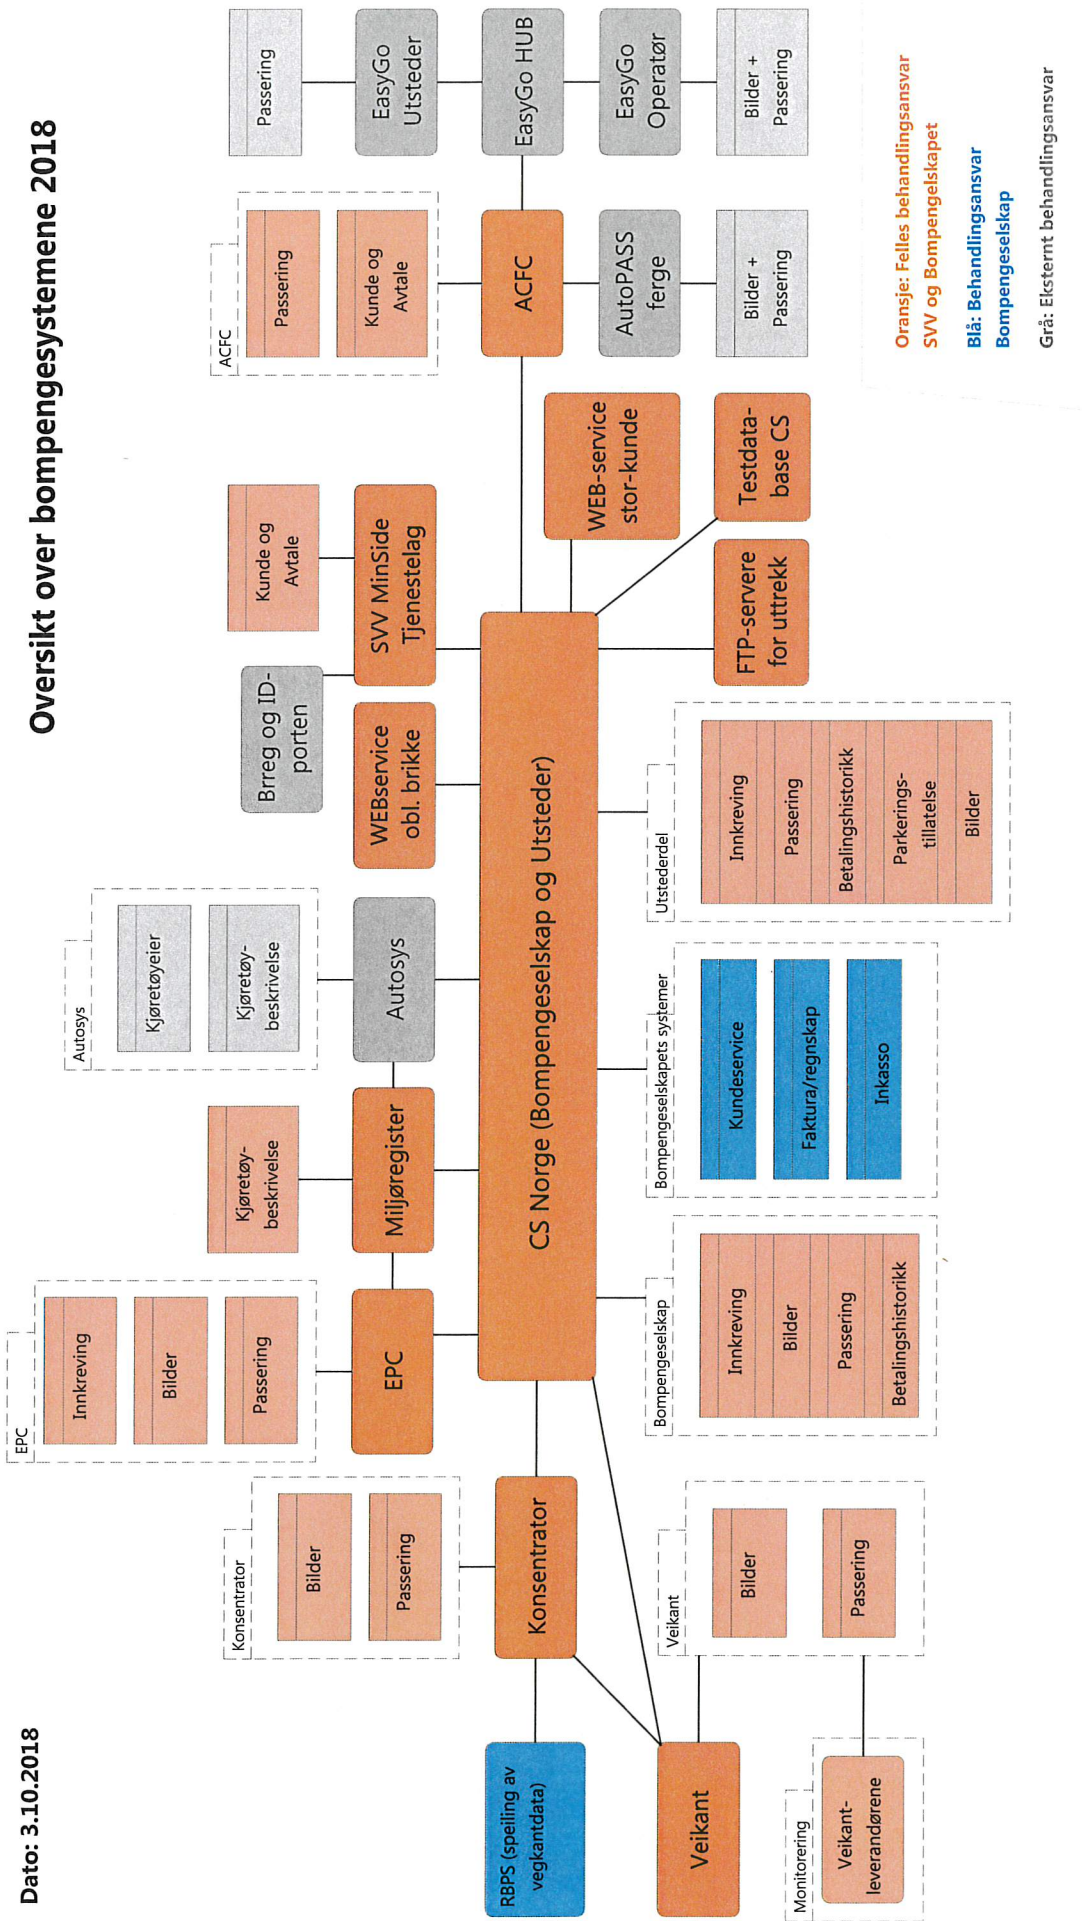 Dato: 3.10.2018
Oversikt over bompengesystemene 2018
EPC
Innkreving
Bilder
Passering
EPC
Konsentrator
Bilder
Passering
Konsentrator
RBPS (speiling av
vegkantdata)
Veikant
Veikant
Bilder
Passering
Monitorering
Veikant-
leverandørene
Kjøretøy-
beskrivelse
Miljøregister
Autosys
Kjøretøyeier
Kjøretøy-
beskrivelse
Autosys
Brreg og ID-
porten
WEBservice
obl. brikke
Kunde og
Avtale
SVV MinSide
Tjenestelag
CS Norge (Bompengeselskap og Utsteder)
Bompengeselskap
Innkreving
Bilder
Passering
Betalingshistorikk
Bompengeselskapets systemer
Kundeservice
Faktura/regnskap
Inkasso
Utstederdel
Innkreving
Passering
Betalingshistorikk
Parkerings-
tillatelse
Bilder
FTP-servere
for uttrekk
Testdata-
base CS
WEB-service
stor-kunde
ACFC
Passering
Kunde og
Avtale
ACFC
AutoPASS
ferge
Bilder +
Passering
Passering
EasyGo
Utsteder
EasyGo HUB
EasyGo
Operatør
Bilder +
Passering
Oransje: Felles behandlingsansvar
SVV og Bompengelskapet
Blå: Behandlingsansvar
Bompengeselskap
Grå: Eksternt behandlingsansvar